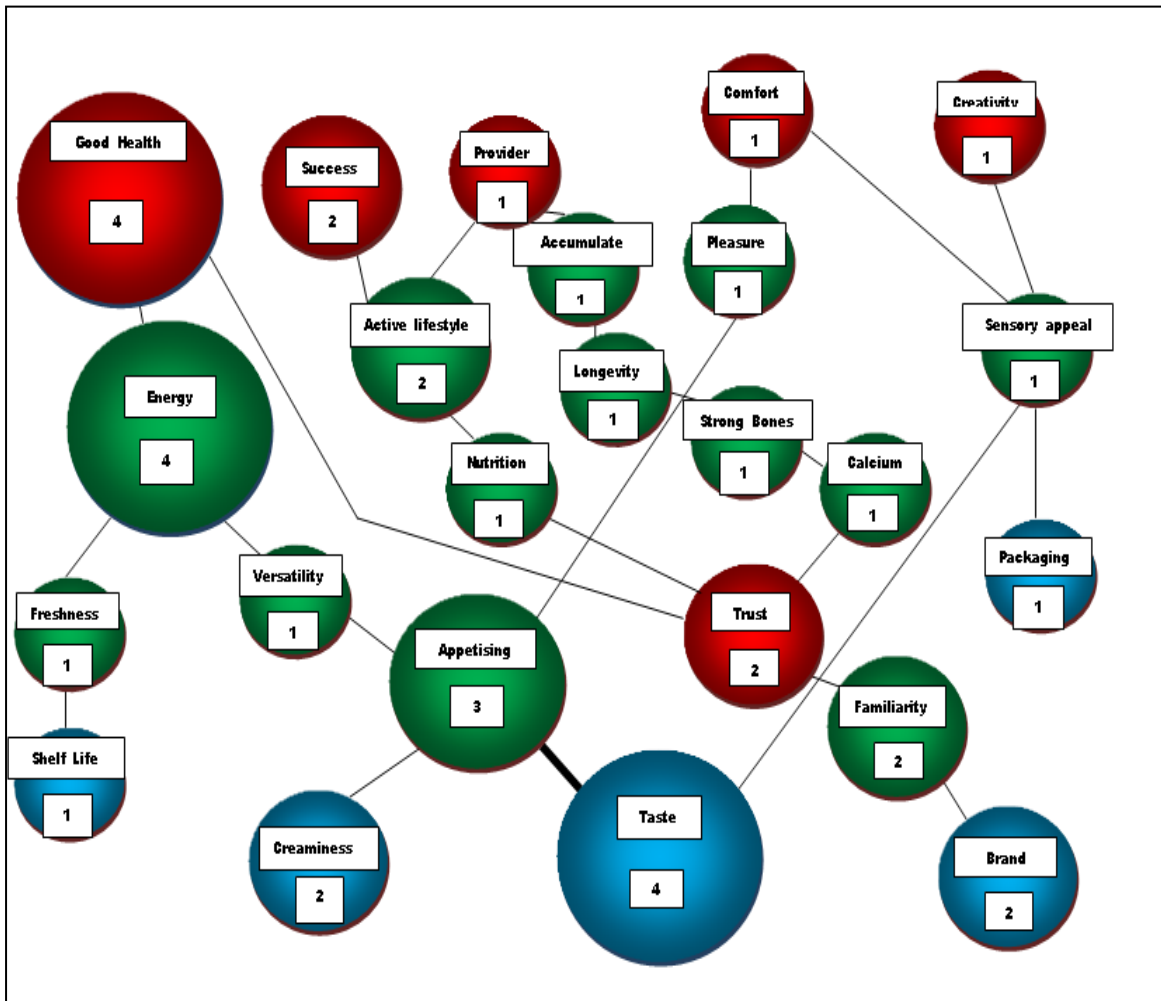 Comfort
1
Creativity
1
Good Health
4
Success
2
Provider
1
Accumulate
1
Pleasure
1
Active lifestyle
2
Sensory appeal
1
Energy
4
Longevity
1
Strong Bones
1
Nutrition
1
Calcium
1
Packaging
1
Versatility
1
Freshness
1
Trust
2
Appetising
3
Familiarity
2
Shelf Life
1
Taste
4
Creaminess
2
Brand
2